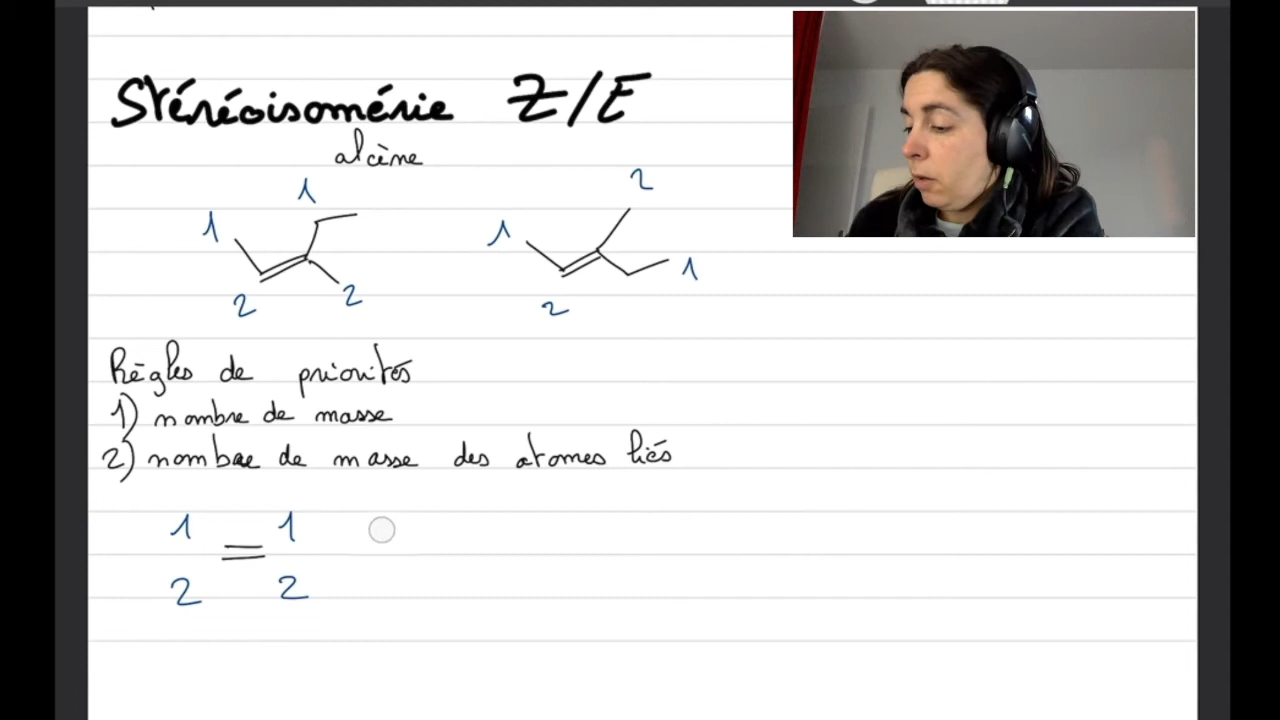 Stéréoisomérie Z/E
alcène
1 1 2
1 1
2 2 2
Règles de priorités
1) nombre de masse
2) nombre de masse des atomes liés
1 = 1
2 2